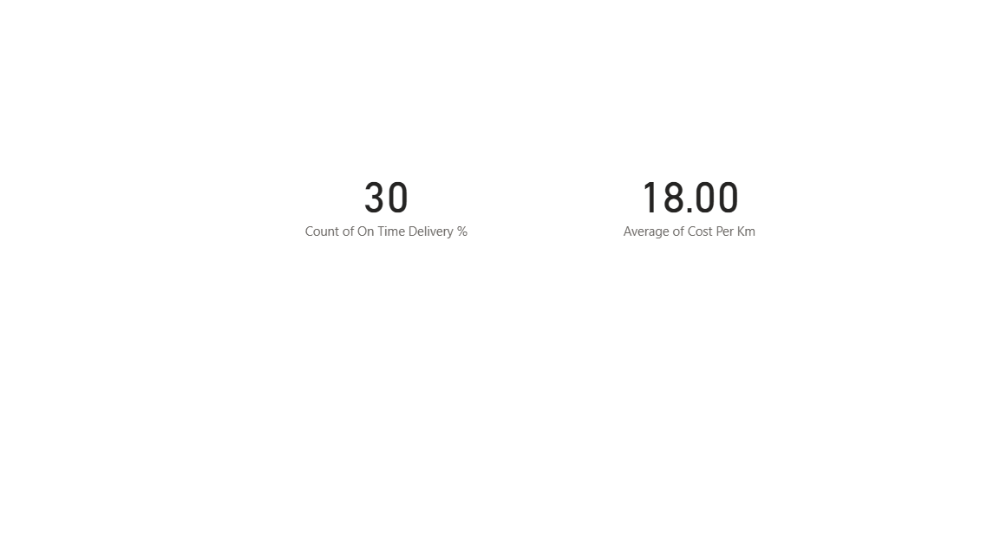 30
Count of On Time Delivery %
18.00
Average of Cost Per Km